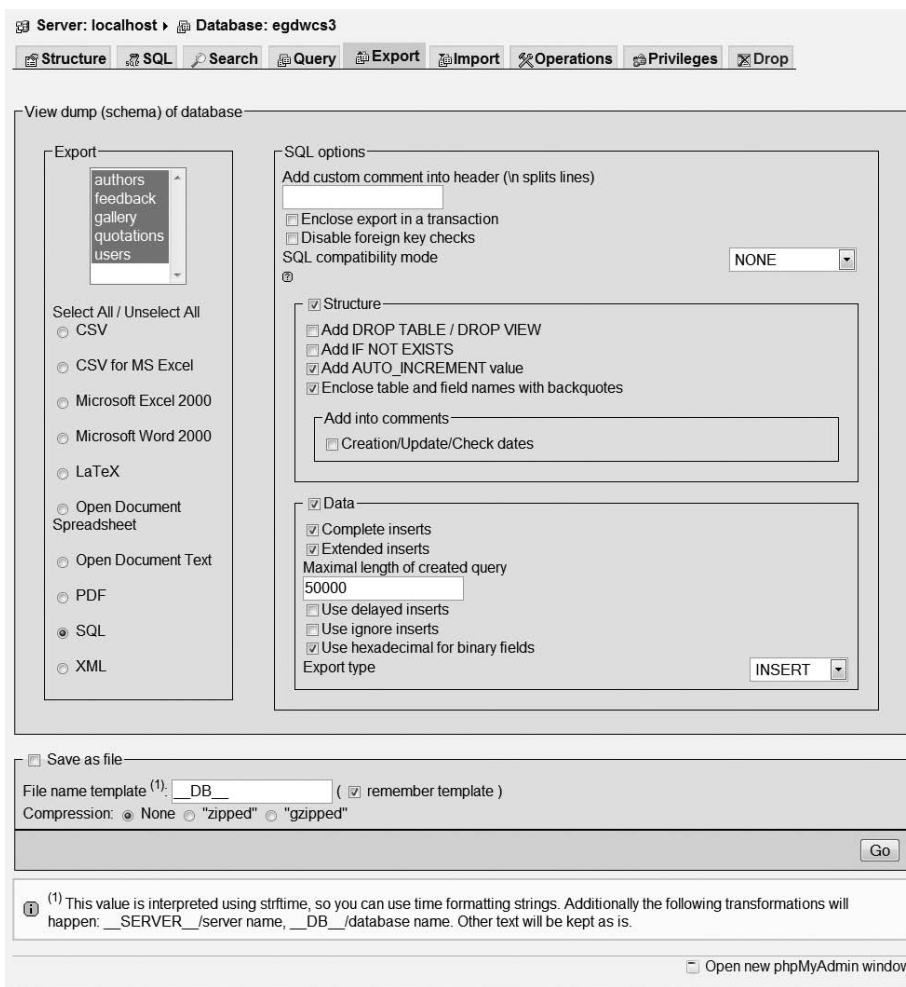 Server: localhost ▸ Database: egdwcs3
Structure SQL Search Query Export Import Operations Privileges Drop
View dump (schema) of database
Export
authors
feedback
gallery
quotations
users
Select All / Unselect All
CSV
CSV for MS Excel
Microsoft Excel 2000
Microsoft Word 2000
LaTeX
Open Document
Spreadsheet
Open Document Text
PDF
SQL
XML
SQL options
Add custom comment into header (\n splits lines)
Enclose export in a transaction
Disable foreign key checks
SQL compatibility mode NONE
Structure
Add DROP TABLE / DROP VIEW
Add IF NOT EXISTS
Add AUTO_INCREMENT value
Enclose table and field names with backquotes
Add into comments
Creation/Update/Check dates
Data
Complete inserts
Extended inserts
Maximal length of created query
50000
Use delayed inserts
Use ignore inserts
Use hexadecimal for binary fields
Export type INSERT
Save as file
File name template (1): __DB__ ( remember template )
Compression: None "zipped" "gzipped"
Go
(1) This value is interpreted using strftime, so you can use time formatting strings. Additionally the following transformations will
happen: __SERVER__/server name, __DB__/database name. Other text will be kept as is.
Open new phpMyAdmin window